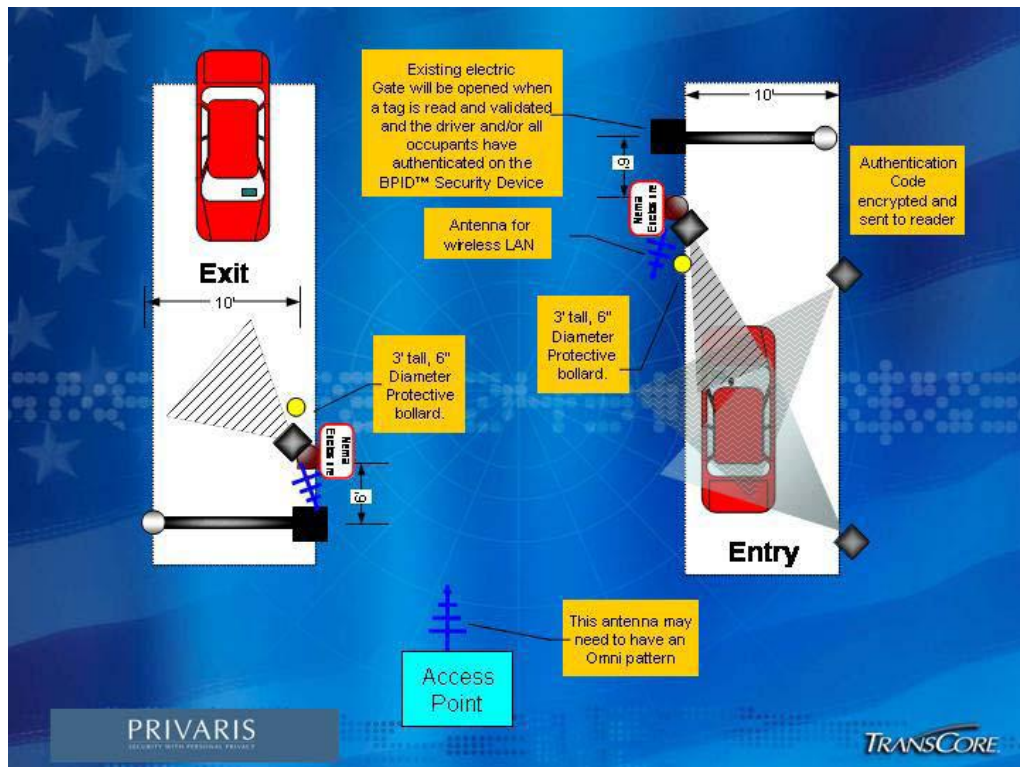 Existing electric
Gate will be opened when
a tag is read and validated
and the driver and/or all
occupants have
authenticated on the
BPID™ Security Device
10'
6'
Nema
Enclosure
Authentication
Code
encrypted and
sent to reader
Antenna for
wireless LAN
Exit
10'
3' tall, 6"
Diameter
Protective
bollard.
3' tall, 6"
Diameter
Protective
bollard.
Nema
Enclosure
6'
Entry
This antenna may
need to have an
Omni pattern
Access
Point
PRIVARIS
SECURITY WITH PERSONAL PRIVACY
TRANSCORE